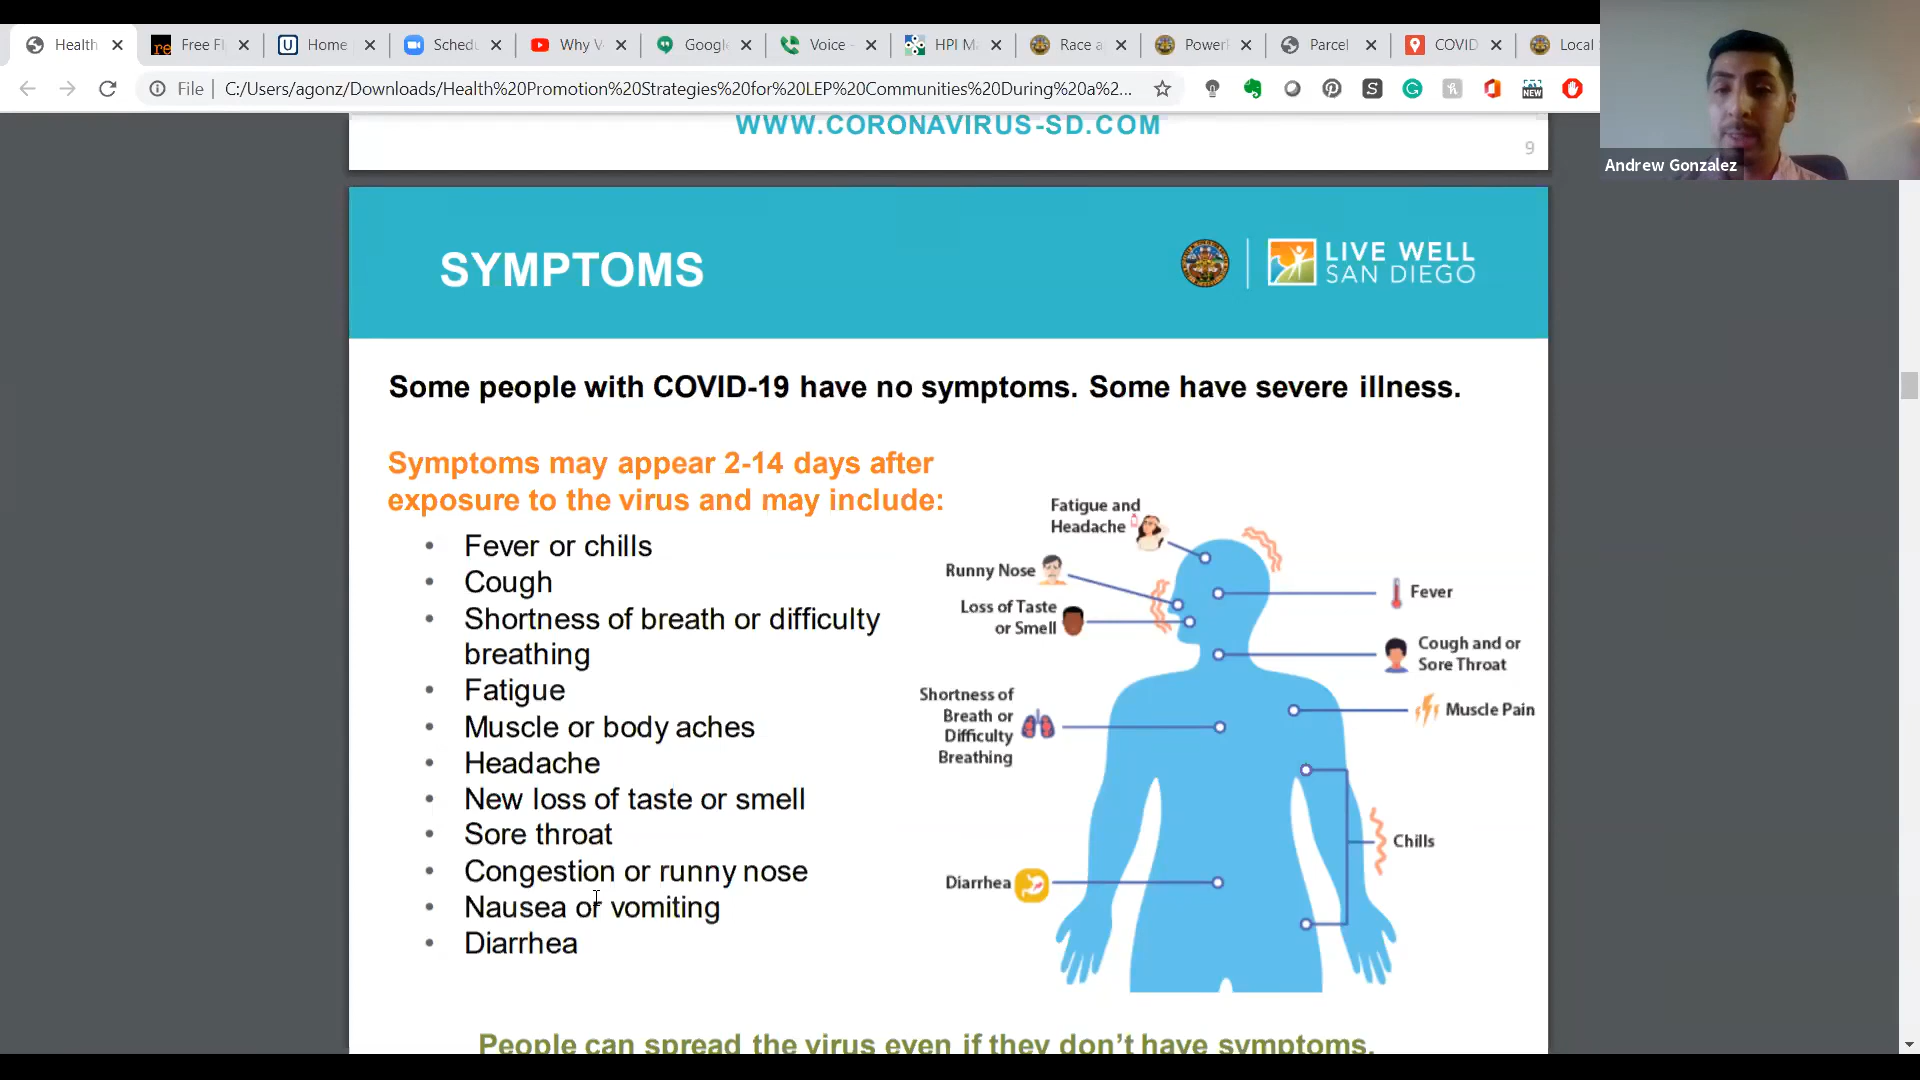 Health
Free F
Home
Sched
Why V
Googl
Voice
HPI M
Race a
Power
Parcel
COVID
Local
File
C:/Users/agonz/Downloads/Health%20Promotion%20Strategies%20for%20LEP%20Communities%20During%20a%2...
NEW
Andrew Gonzalez
WWW.CORONAVIRUS-SD.COM
9
SYMPTOMS
LIVE WELL
SAN DIEGO
Some people with COVID-19 have no symptoms. Some have severe illness.
Symptoms may appear 2-14 days after
exposure to the virus and may include:
• Fever or chills
• Cough
• Shortness of breath or difficulty
breathing
• Fatigue
• Muscle or body aches
• Headache
• New loss of taste or smell
• Sore throat
• Congestion or runny nose
• Nausea or vomiting
• Diarrhea
Fatigue and
Headache
Runny Nose
Loss of Taste
or Smell
Shortness of
Breath or
Difficulty
Breathing
Diarrhea
Fever
Cough and or
Sore Throat
Muscle Pain
Chills
People can spread the virus even if they don't have symptoms.